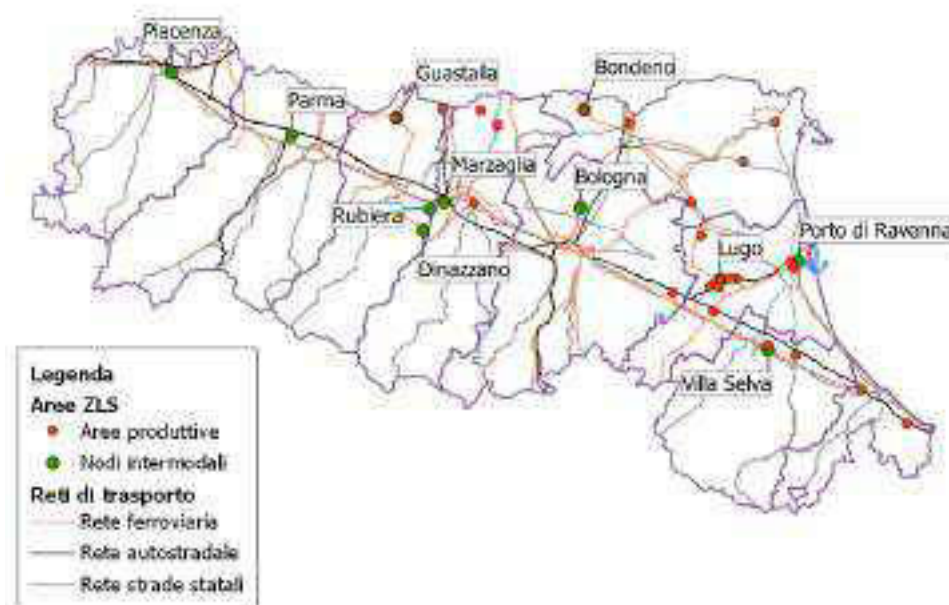 Piacenza
Guastalla
Bondeno
Parma
Marzaglia
Bologna
Rubiera
Porto di Ravenna
Lugo
Dinazzano
Villa Selva
Legenda
Aree ZLS
Aree produttive
Nodi intermodali
Reti di trasporto
Rete ferroviaria
Rete autostradale
Rete strade statali